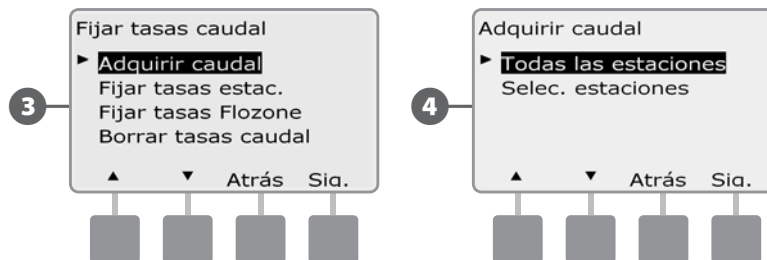 Fijar tasas caudal
Adquirir caudal
Fijar tasas estac.
Fijar tasas Flozone
Borrar tasas caudal
Atrás Sig.
3
Adquirir caudal
Todas las estaciones
Selec. estaciones
Atrás Sig.
4